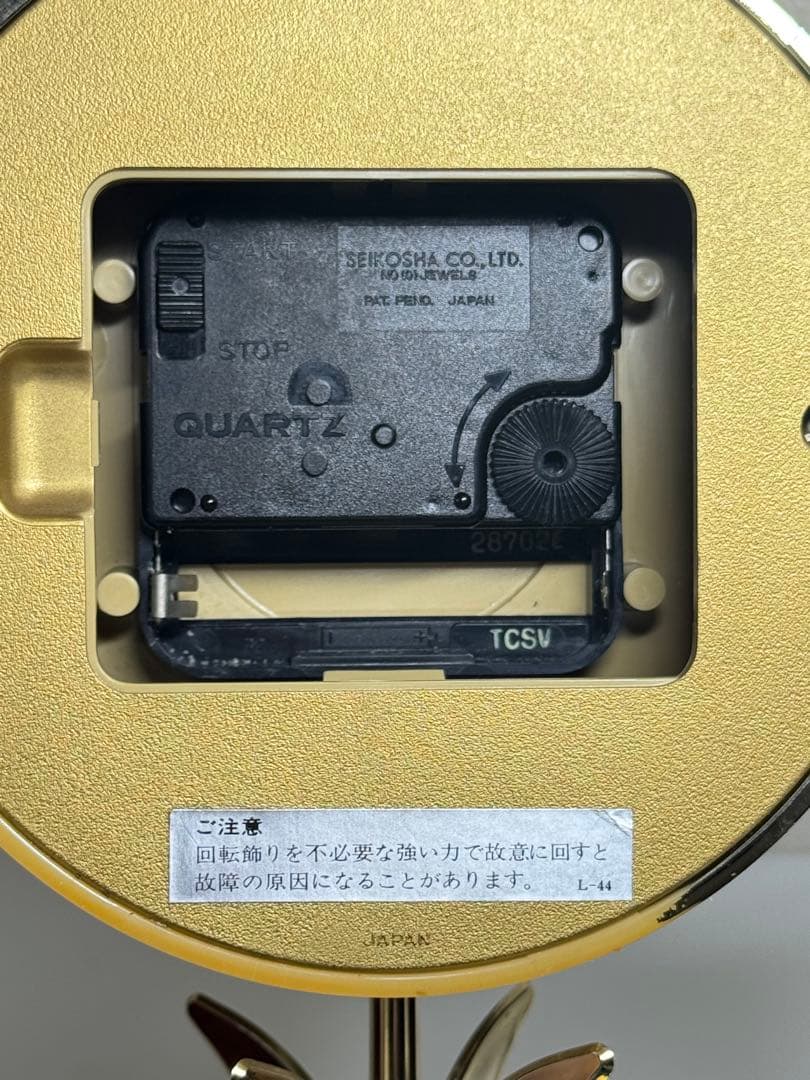 START
SEIKOSHA CO.,LTD.
NO (0) JEWELS
PAT. PEND. JAPAN
STOP
QUARTZ
- +
TCSV
ご注意
回転飾りを不必要な強い力で故意に回すと
故障の原因になることがあります。 L-44
JAPAN